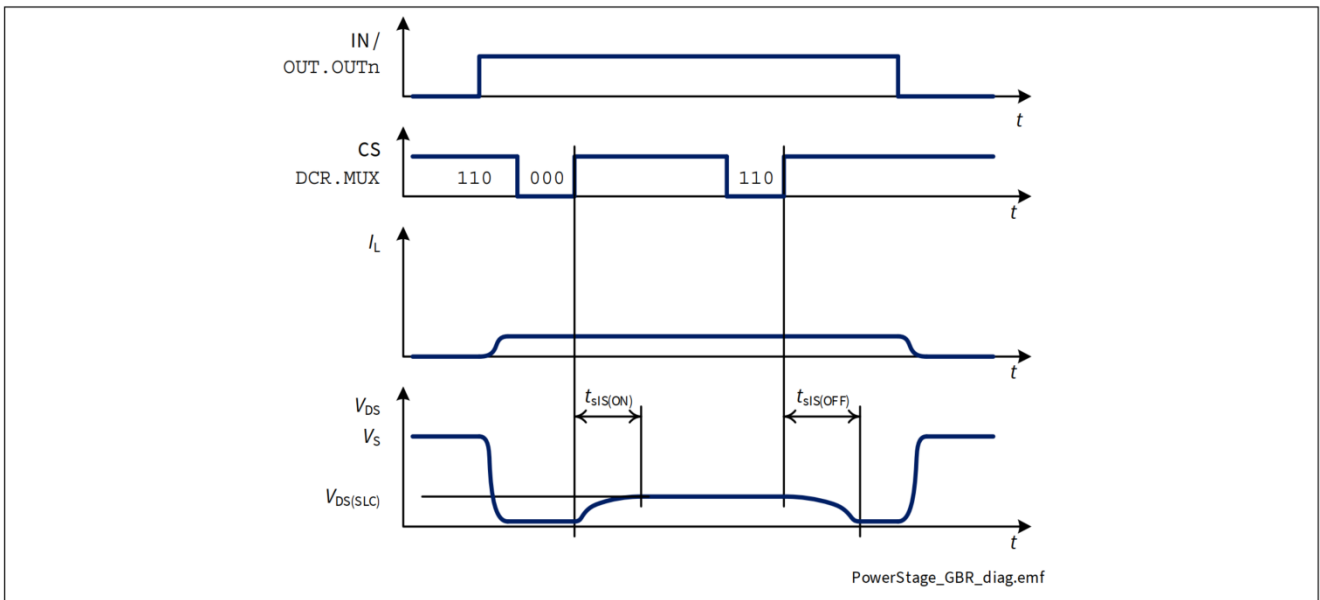 IN/
OUT.OUTn
t
CS
DCR.MUX 110 000 110
t
IL
t
VDS tsIS(ON) tsIS(OFF)
VS
VDS(SLC)
t
PowerStage_GBR_diag.emf